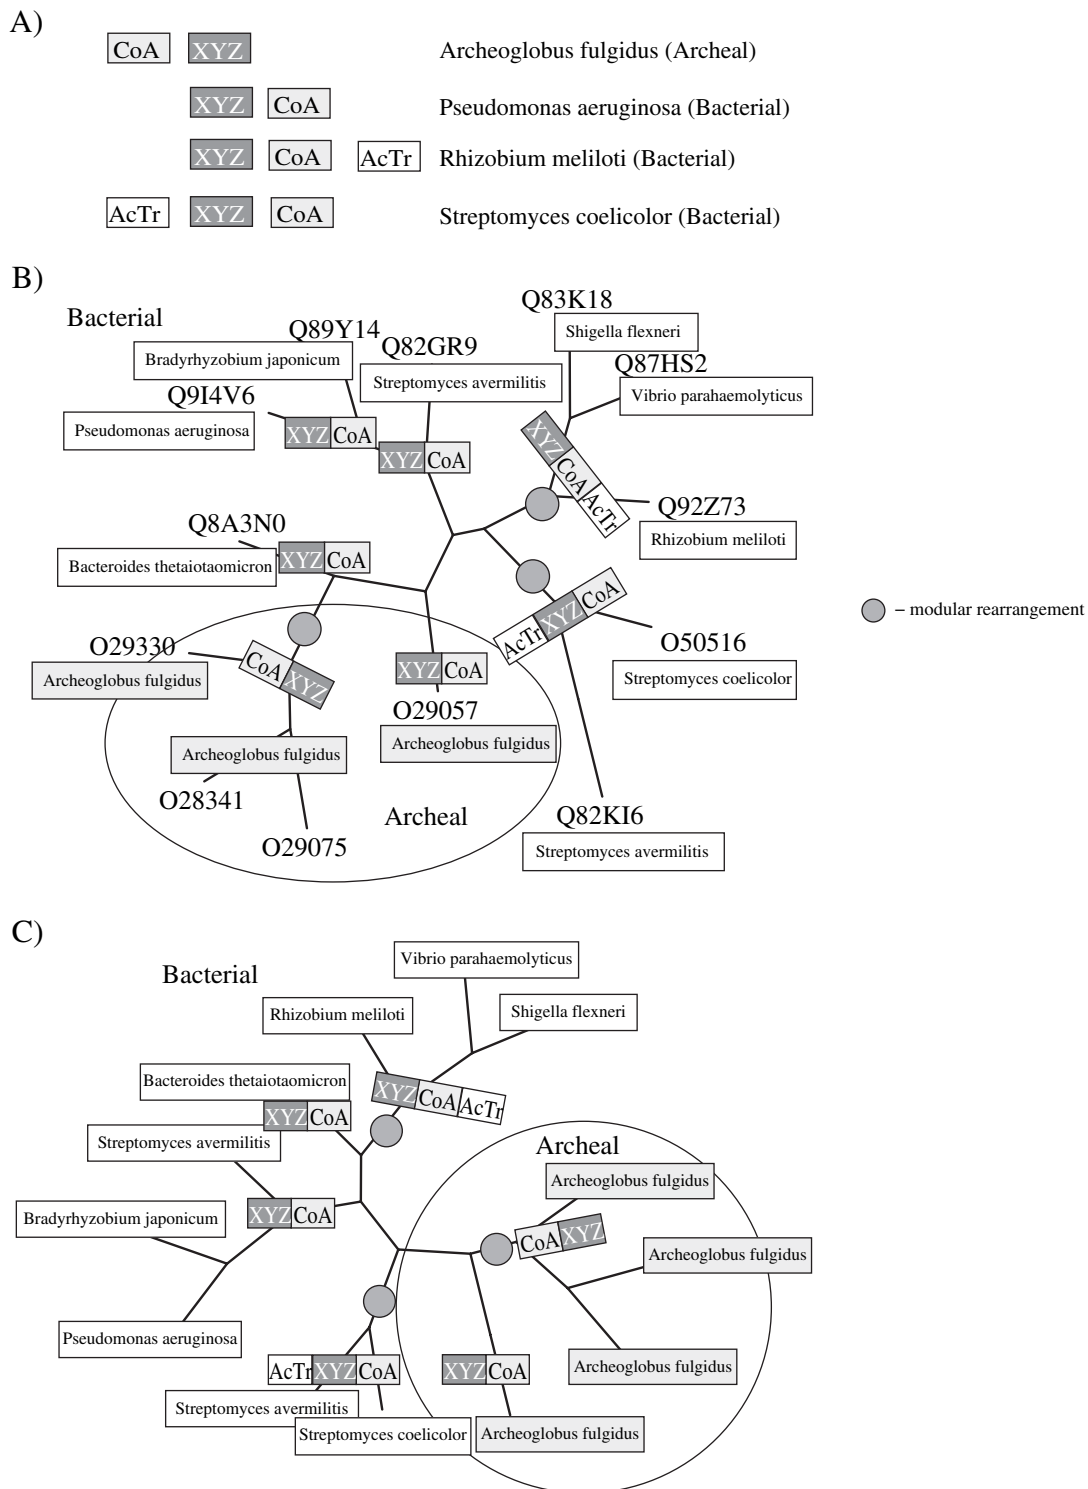 A)
CoA XYZ Archeoglobus fulgidus (Archeal)
XYZ CoA Pseudomonas aeruginosa (Bacterial)
XYZ CoA AcTr Rhizobium meliloti (Bacterial)
AcTr XYZ CoA Streptomyces coelicolor (Bacterial)
B)
Bacterial
Q83K18
Shigella flexneri
Q89Y14
Bradyrhyzobium japonicum
Q82GR9
Streptomyces avermilitis
Q87HS2
Vibrio parahaemolyticus
Q9I4V6
Pseudomonas aeruginosa
XYZ CoA
XYZ CoA
XYZ CoA AcTr
Q92Z73
Rhizobium meliloti
Q8A3N0
Bacteroides thetaiotaomicron
XYZ CoA
AcTr XYZ CoA
– modular rearrangement
O50516
Streptomyces coelicolor
O29330
Archeoglobus fulgidus
CoA XYZ
XYZ CoA
O29057
Archeoglobus fulgidus
Archeoglobus fulgidus
O28341
O29075
Archeal
Q82KI6
Streptomyces avermilitis
C)
Bacterial
Vibrio parahaemolyticus
Rhizobium meliloti
Shigella flexneri
Bacteroides thetaiotaomicron
XYZ CoA
XYZ CoA AcTr
Streptomyces avermilitis
Archeal
Archeoglobus fulgidus
Bradyrhyzobium japonicum
XYZ CoA
CoA XYZ
Archeoglobus fulgidus
Pseudomonas aeruginosa
AcTr XYZ CoA
XYZ CoA
Archeoglobus fulgidus
Streptomyces avermilitis
Streptomyces coelicolor
Archeoglobus fulgidus